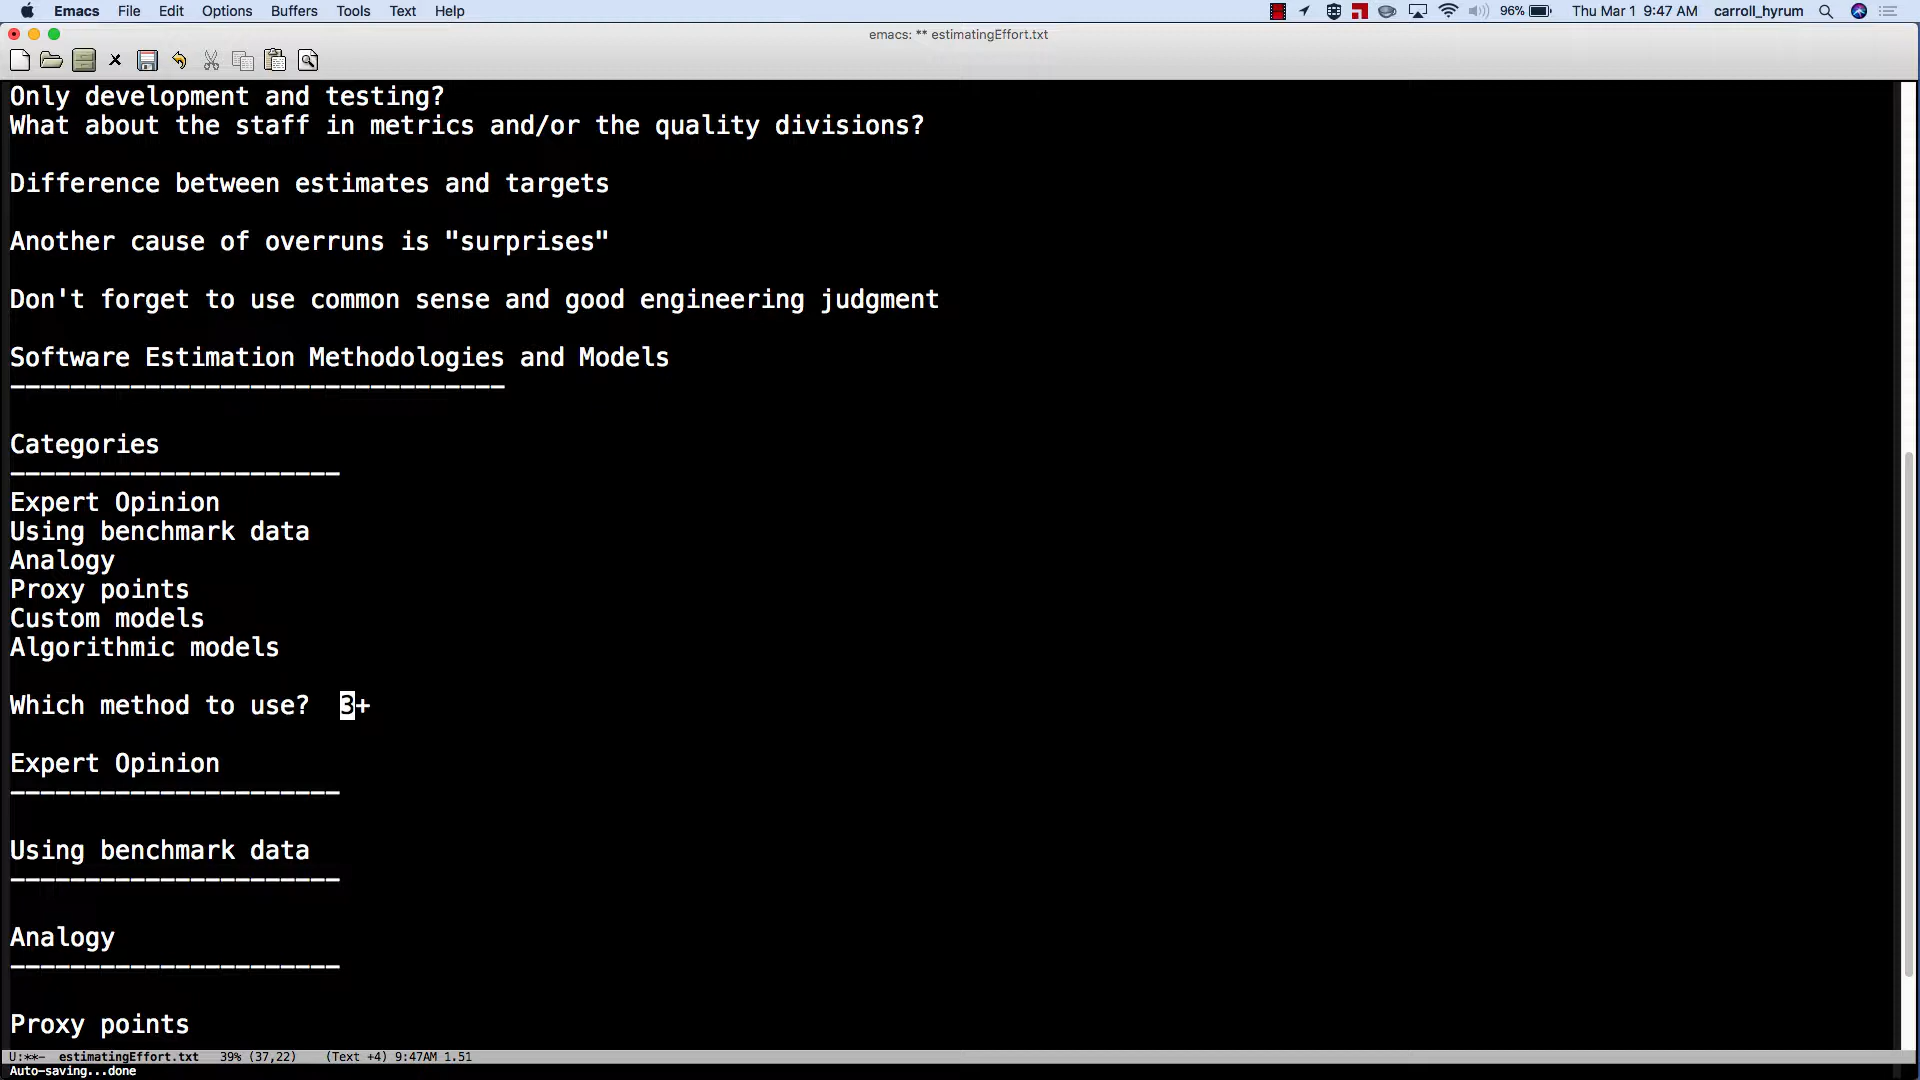 Emacs File Edit Options Buffers Tools Text Help 96% Thu Mar 1 9:47 AM carroll_hyrum
emacs: ** estimatingEffort.txt
Only development and testing?
What about the staff in metrics and/or the quality divisions?
Difference between estimates and targets
Another cause of overruns is "surprises"
Don't forget to use common sense and good engineering judgment
Software Estimation Methodologies and Models
---------------------------------
Categories
----------------------
Expert Opinion
Using benchmark data
Analogy
Proxy points
Custom models
Algorithmic models
Which method to use?  3+
Expert Opinion
----------------------
Using benchmark data
----------------------
Analogy
----------------------
Proxy points
U:**-  estimatingEffort.txt   39% (37,22)    (Text +4) 9:47AM 1.51
Auto-saving...done